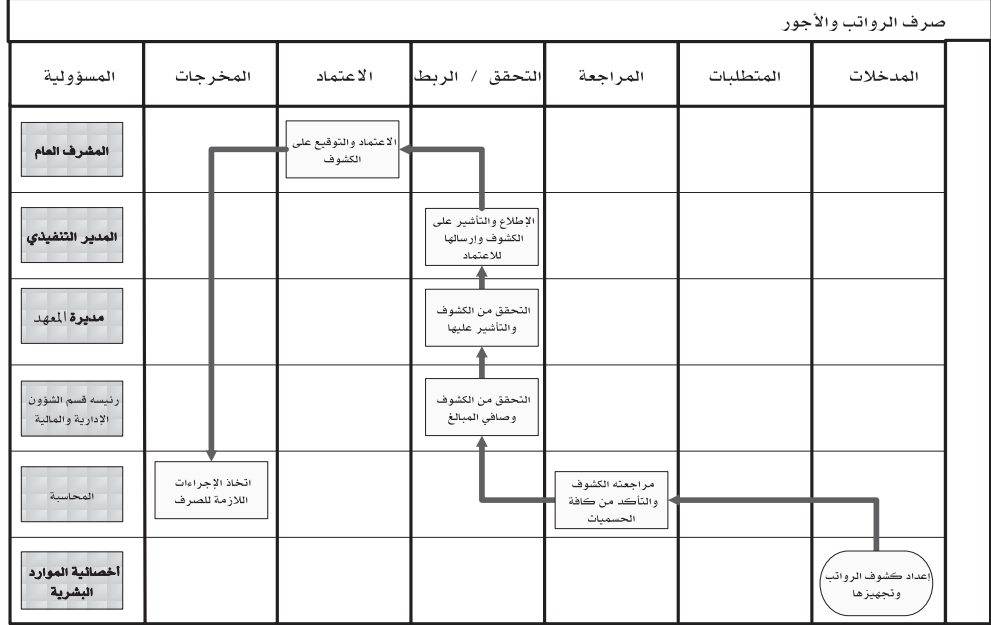 صرف الرواتب والأجور
المدخلات
المتطلبات
المراجعة
التحقق / الربط
الاعتماد
المخرجات
المسؤولية
الاعتماد والتوقيع على
الكشوف
المشرف العام
الإطلاع والتأشير على
الكشوف وإرسالها
للاعتماد
المدير التنفيذي
التحقق من الكشوف
والتأشير عليها
مديرة المعهد
التحقق من الكشوف
وصافي المبالغ
رئيسه قسم الشؤون
الإدارية والمالية
مراجعته الكشوف
والتأكد من كافة
الحسميات
اتخاذ الإجراءات
اللازمة للصرف
المحاسبة
إعداد كشوف الرواتب
وتجهيزها
أخصائية الموارد
البشرية